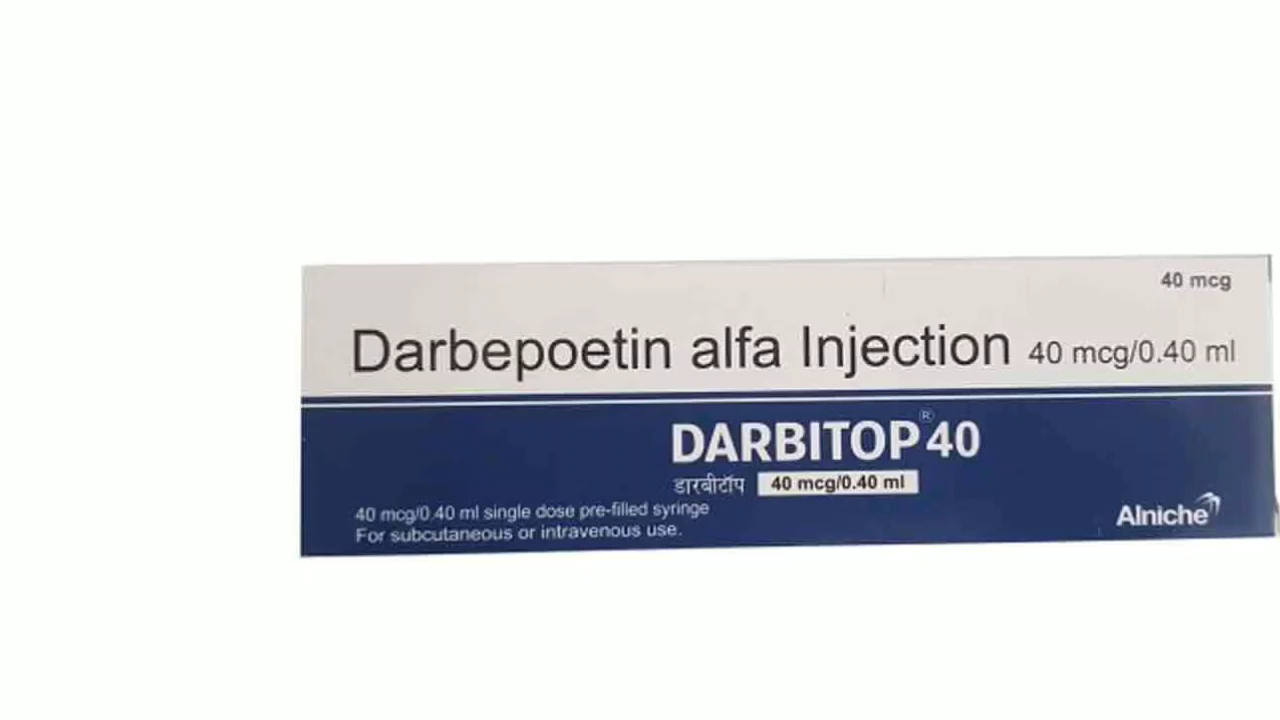 40 mcg
Darbepoetin alfa Injection 40 mcg/0.40 ml
DARBITOP® 40
डारबीटॉप 40 mcg/0.40 ml
40 mcg/0.40 ml single dose pre-filled syringe
For subcutaneous or intravenous use.
Alniche